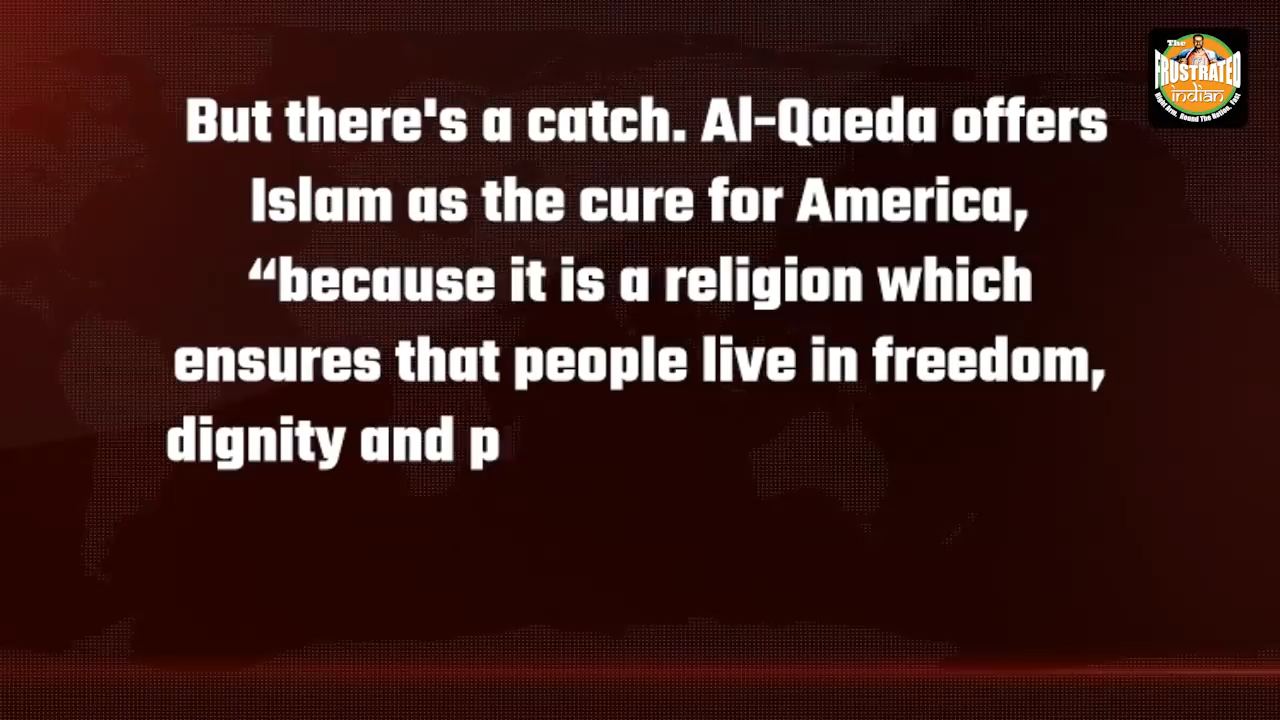 The
FRUSTRATED
indian
But there's a catch. Al-Qaeda offers
Islam as the cure for America,
“because it is a religion which
ensures that people live in freedom,
dignity and p